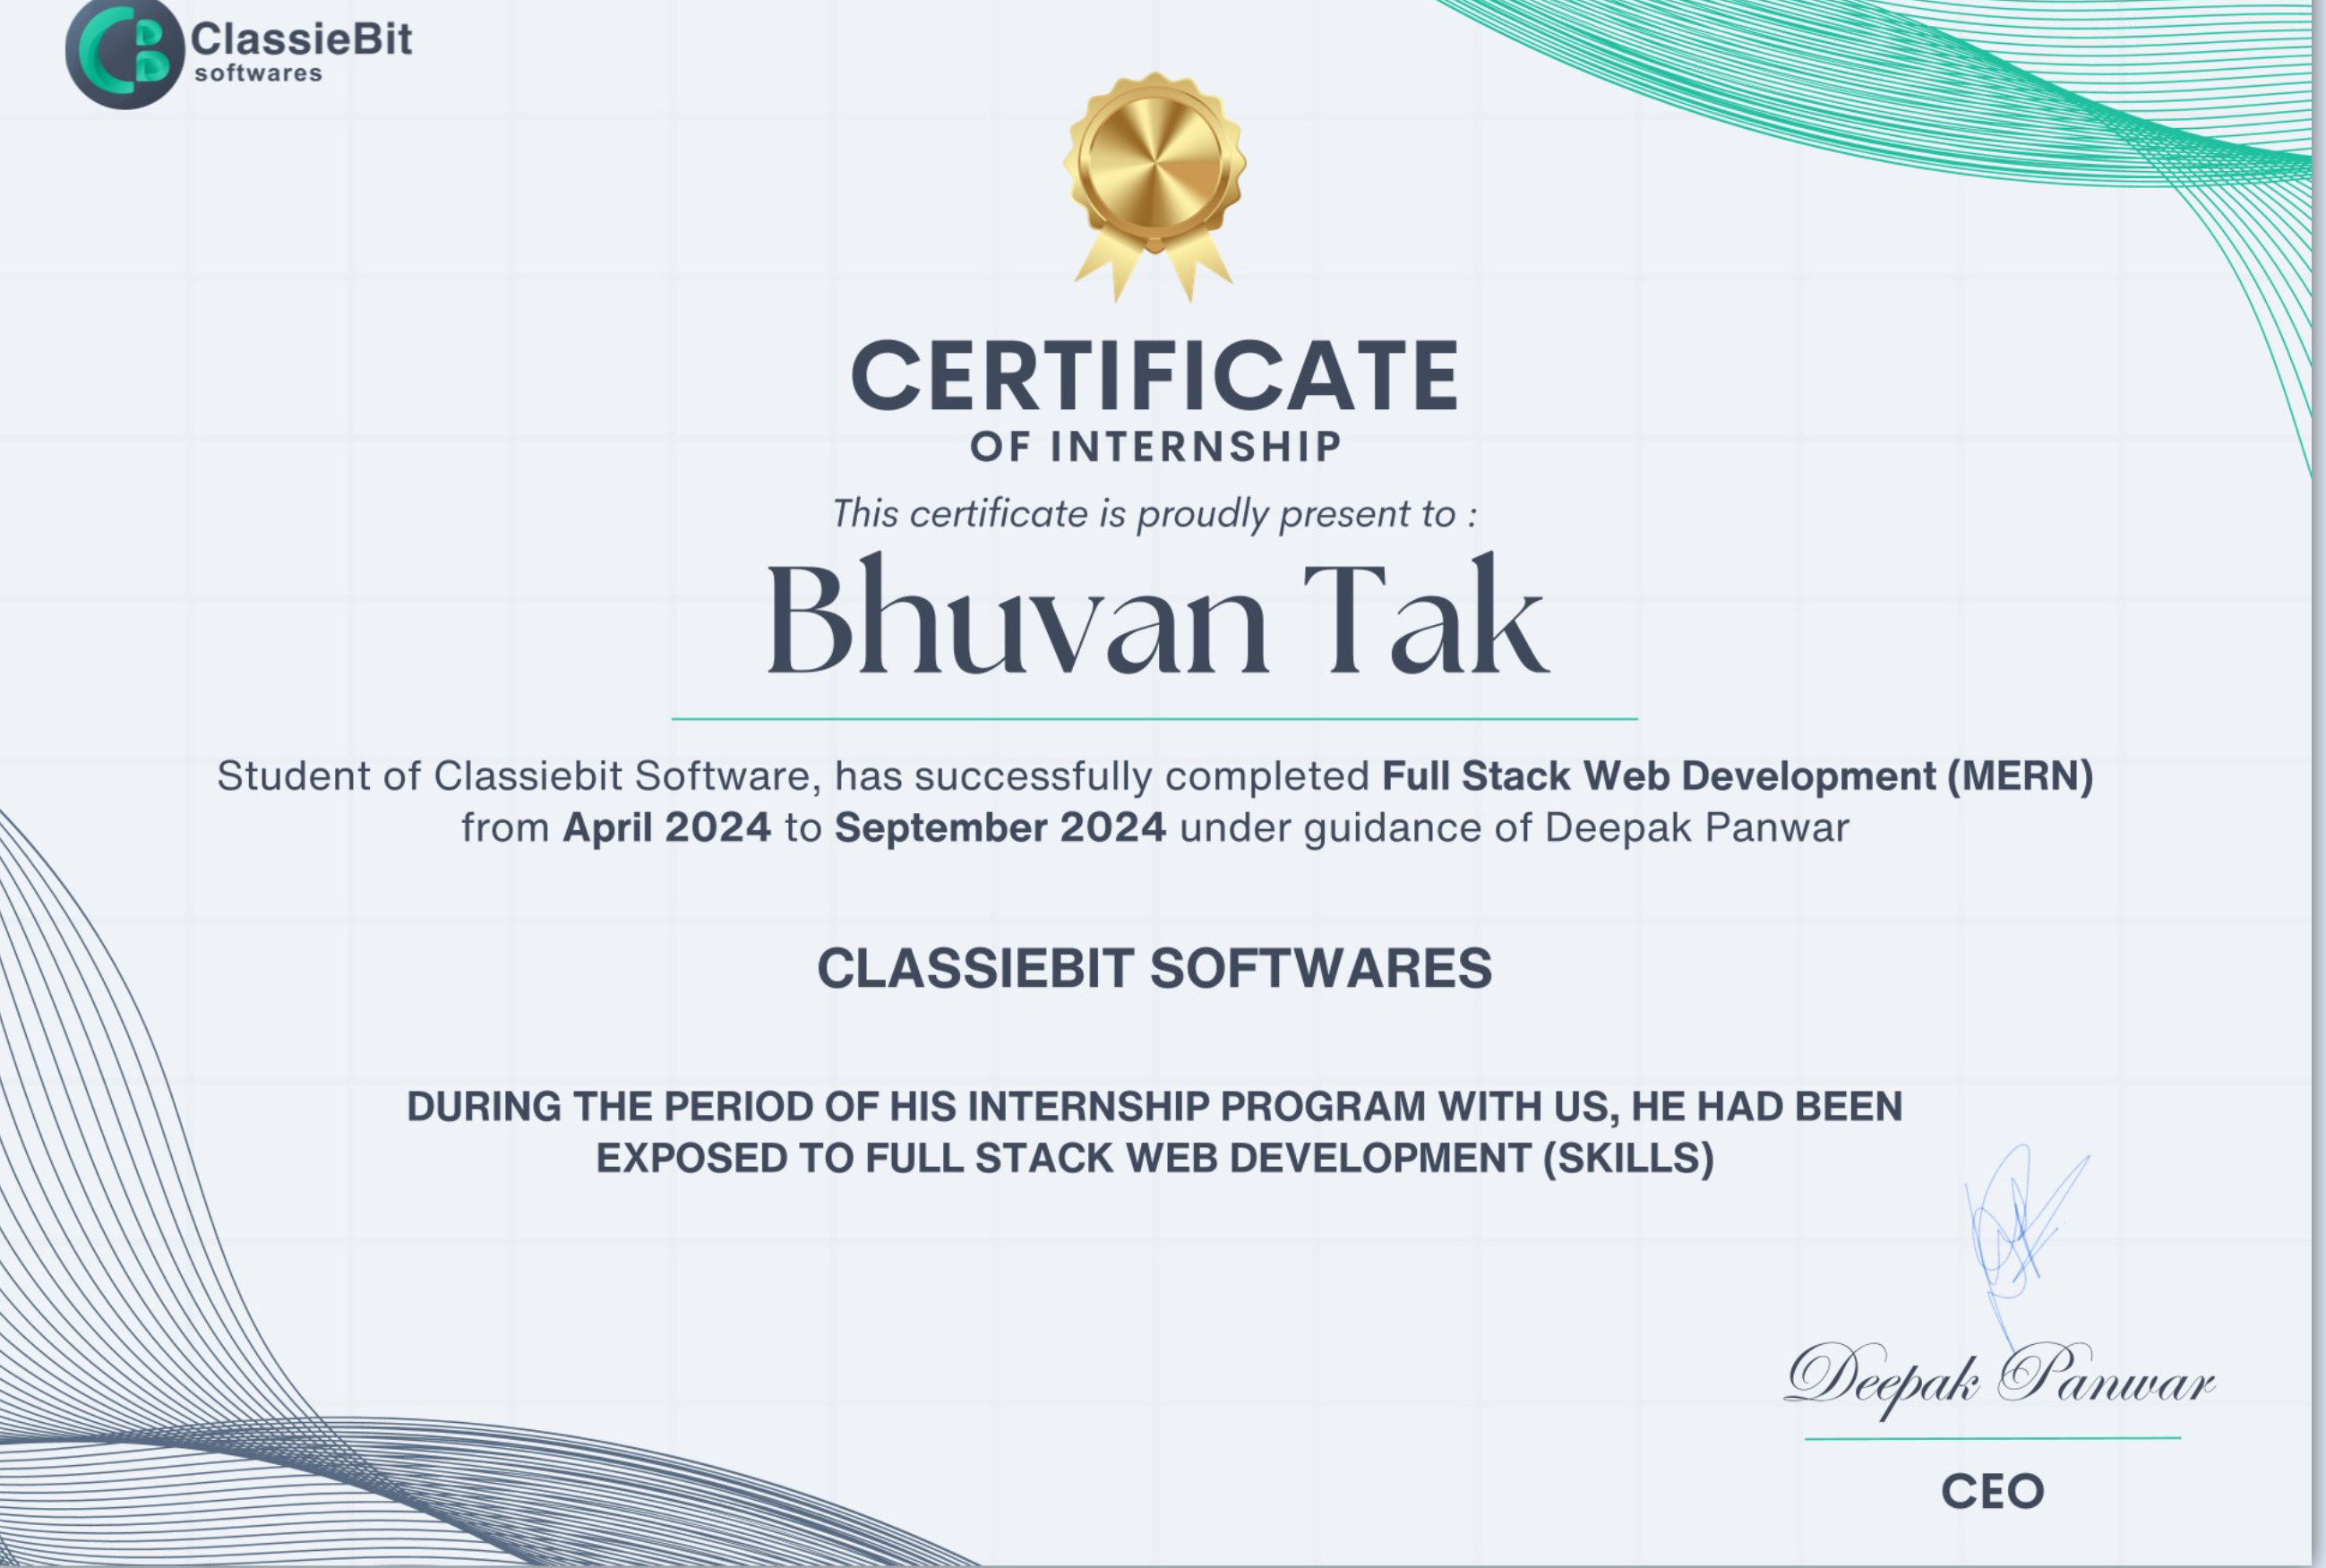 ClassieBit
softwares
CERTIFICATE
OF INTERNSHIP
This certificate is proudly present to :
Bhuvan Tak
Student of Classiebit Software, has successfully completed Full Stack Web Development (MERN)
from April 2024 to September 2024 under guidance of Deepak Panwar
CLASSIEBIT SOFTWARES
DURING THE PERIOD OF HIS INTERNSHIP PROGRAM WITH US, HE HAD BEEN
EXPOSED TO FULL STACK WEB DEVELOPMENT (SKILLS)
Deepak Panwar
CEO